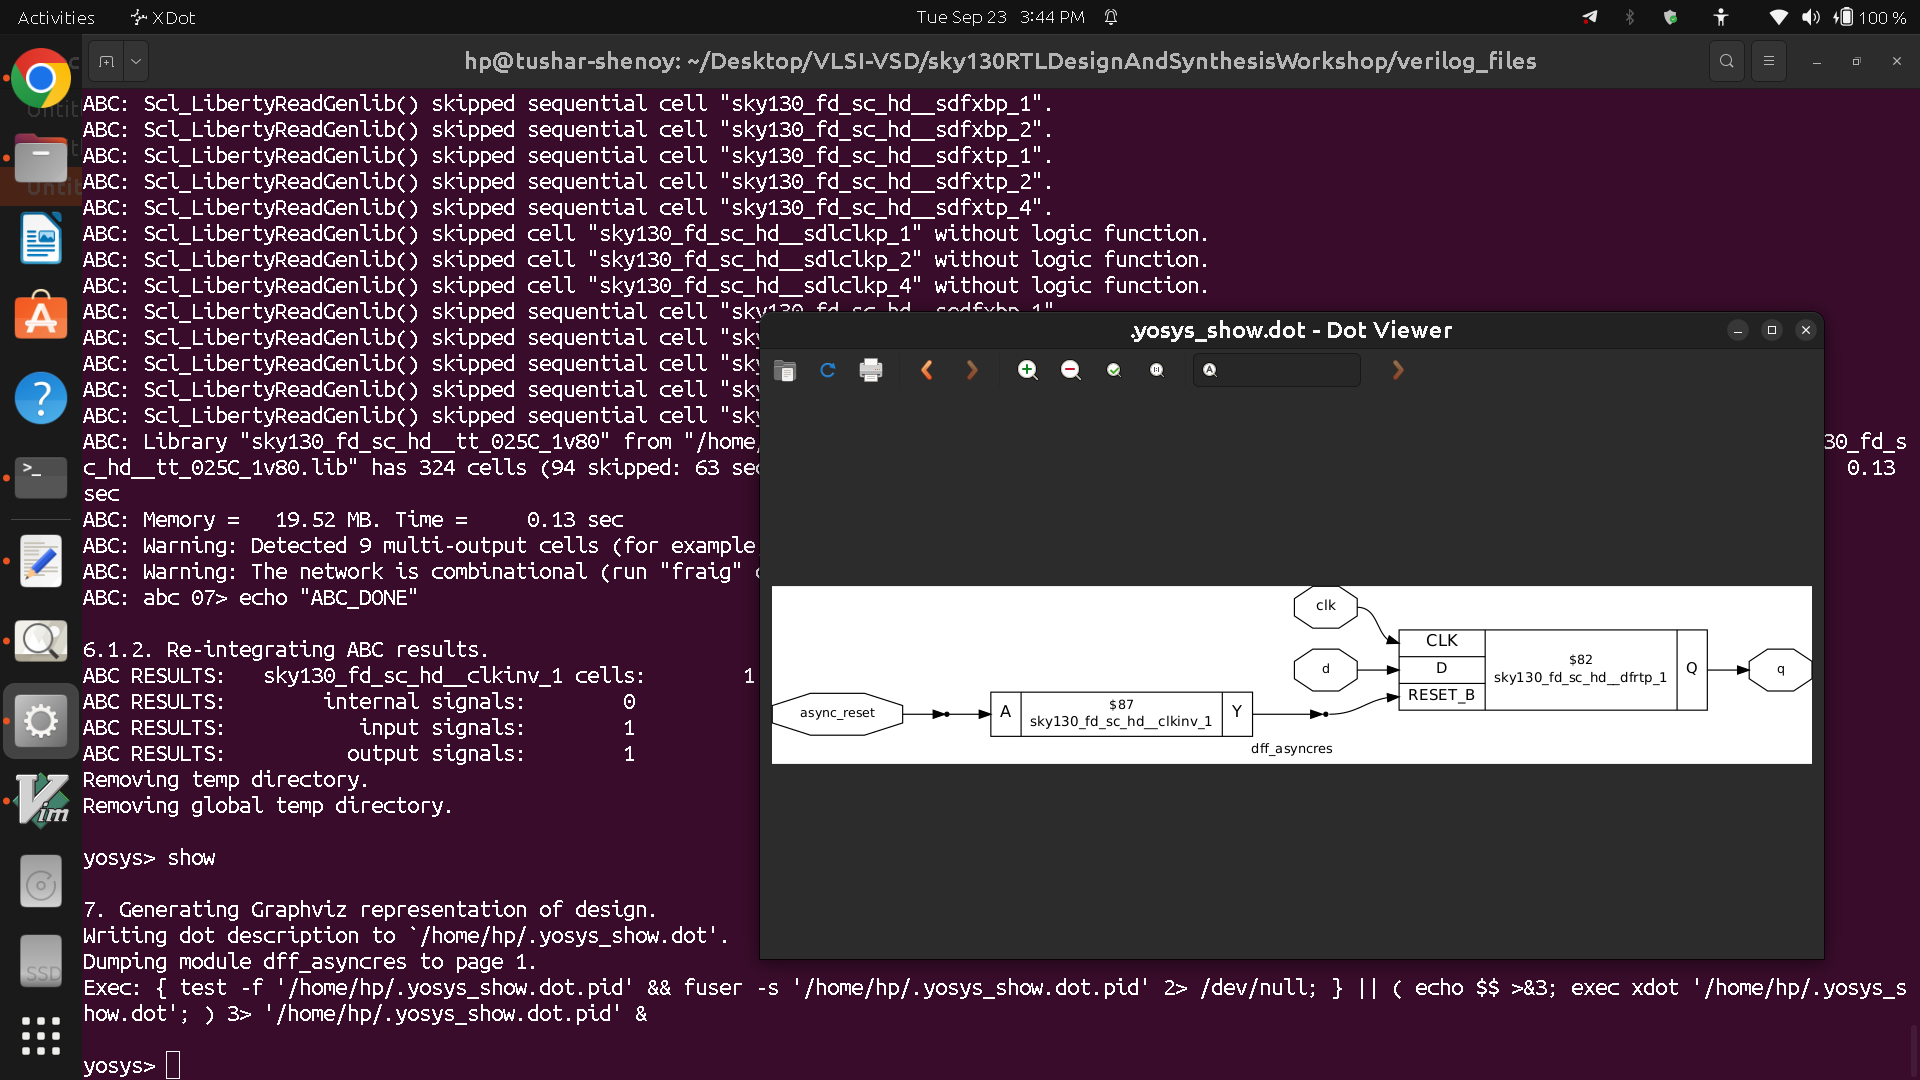 Activities
XDot
Tue Sep 23 3:44 PM
100 %
hp@tushar-shenoy: ~/Desktop/VLSI-VSD/sky130RTLDesignAndSynthesisWorkshop/verilog_files
ABC: Scl_LibertyReadGenlib() skipped sequential cell "sky130_fd_sc_hd__sdfxbp_1".
ABC: Scl_LibertyReadGenlib() skipped sequential cell "sky130_fd_sc_hd__sdfxbp_2".
ABC: Scl_LibertyReadGenlib() skipped sequential cell "sky130_fd_sc_hd__sdfxtp_1".
ABC: Scl_LibertyReadGenlib() skipped sequential cell "sky130_fd_sc_hd__sdfxtp_2".
ABC: Scl_LibertyReadGenlib() skipped sequential cell "sky130_fd_sc_hd__sdfxtp_4".
ABC: Scl_LibertyReadGenlib() skipped cell "sky130_fd_sc_hd__sdlclkp_1" without logic function.
ABC: Scl_LibertyReadGenlib() skipped cell "sky130_fd_sc_hd__sdlclkp_2" without logic function.
ABC: Scl_LibertyReadGenlib() skipped cell "sky130_fd_sc_hd__sdlclkp_4" without logic function.
ABC: Scl_LibertyReadGenlib() skipped sequential cell "sky130_fd_sc_hd__sedfxbp_1".
ABC: Scl_LibertyReadGenlib() skipped sequential cell "sky
ABC: Scl_LibertyReadGenlib() skipped sequential cell "sky
ABC: Scl_LibertyReadGenlib() skipped sequential cell "sky
ABC: Scl_LibertyReadGenlib() skipped sequential cell "sky
ABC: Library "sky130_fd_sc_hd__tt_025C_1v80" from "/home/ 30_fd_s
c_hd__tt_025C_1v80.lib" has 324 cells (94 skipped: 63 se 0.13
sec
ABC: Memory = 19.52 MB. Time = 0.13 sec
ABC: Warning: Detected 9 multi-output cells (for example,
ABC: Warning: The network is combinational (run "fraig"
ABC: abc 07> echo "ABC_DONE"
6.1.2. Re-integrating ABC results.
ABC RESULTS: sky130_fd_sc_hd__clkinv_1 cells: 1
ABC RESULTS: internal signals: 0
ABC RESULTS: input signals: 1
ABC RESULTS: output signals: 1
Removing temp directory.
Removing global temp directory.
yosys> show
7. Generating Graphviz representation of design.
Writing dot description to `/home/hp/.yosys_show.dot'.
Dumping module dff_asyncres to page 1.
Exec: { test -f '/home/hp/.yosys_show.dot.pid' && fuser -s '/home/hp/.yosys_show.dot.pid' 2> /dev/null; } || ( echo $$ >&3; exec xdot '/home/hp/.yosys_s
how.dot'; ) 3> '/home/hp/.yosys_show.dot.pid' &
yosys>
.yosys_show.dot - Dot Viewer
clk
d
async_reset
A
$87
sky130_fd_sc_hd__clkinv_1
Y
CLK
D
RESET_B
$82
sky130_fd_sc_hd__dfrtp_1
Q
q
dff_asyncres
SSD
Vim